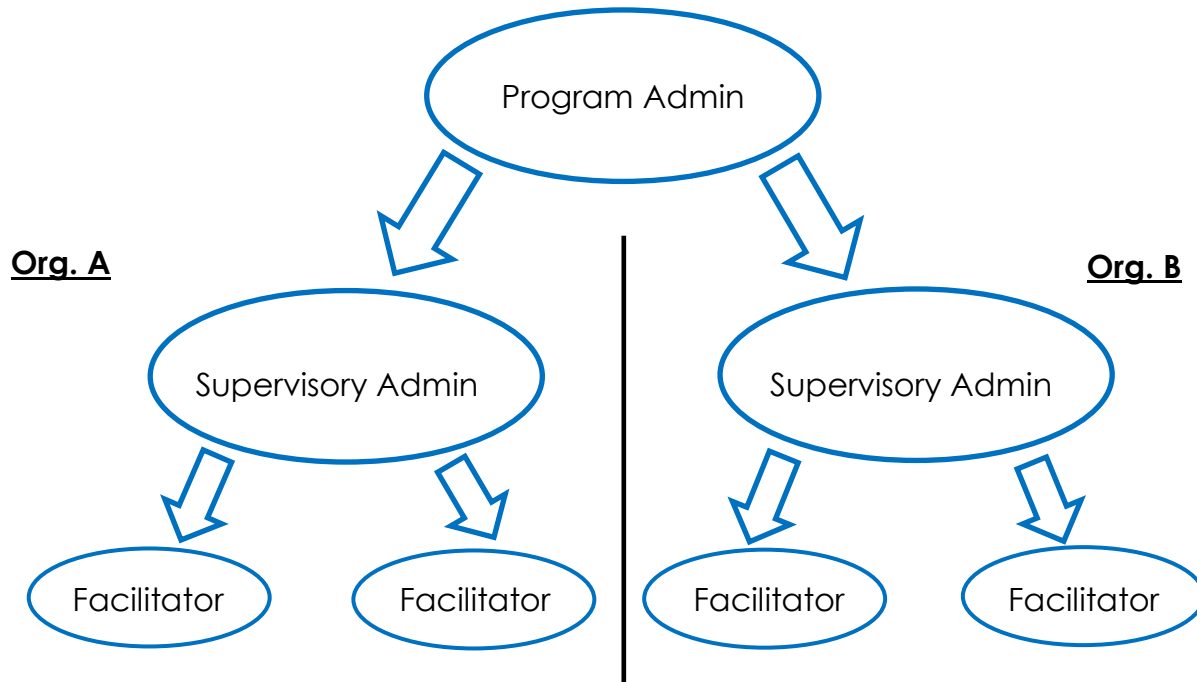 Program Admin
Org. A
Org. B
Supervisory Admin
Supervisory Admin
Facilitator
Facilitator
Facilitator
Facilitator